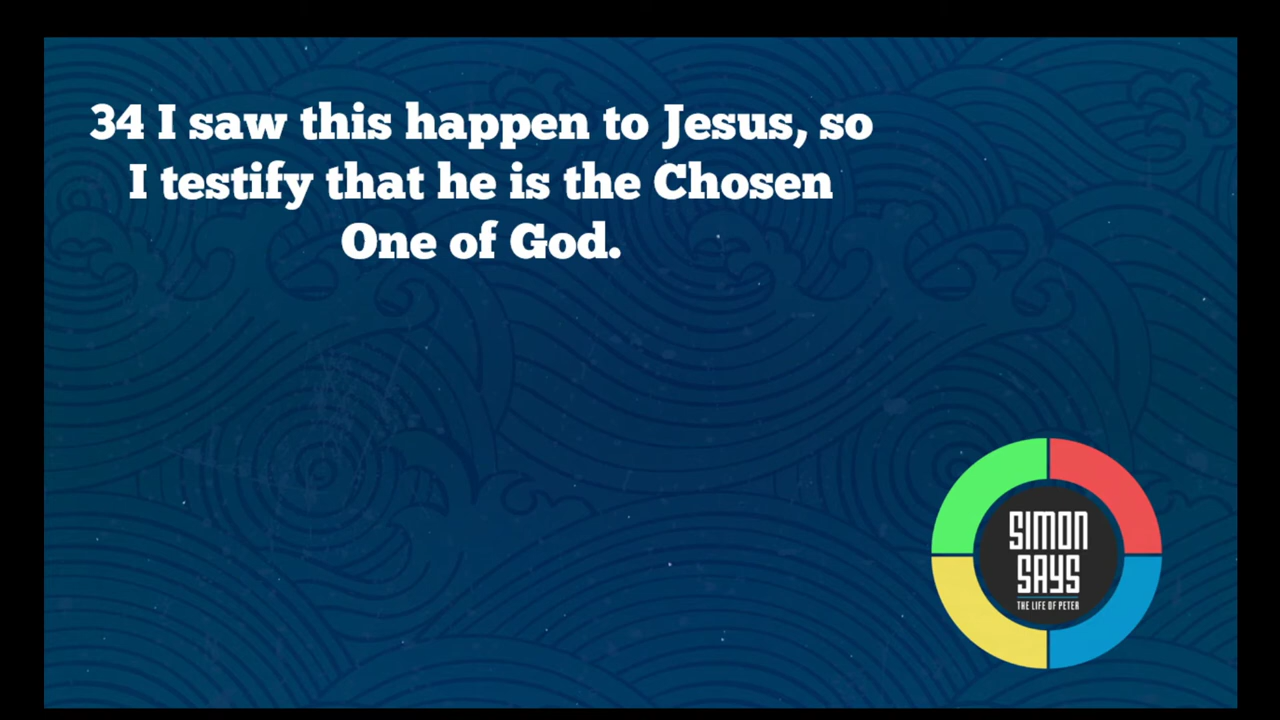 34 I saw this happen to Jesus, so
I testify that he is the Chosen
One of God.
SIMON
SAYS
THE LIFE OF PETER